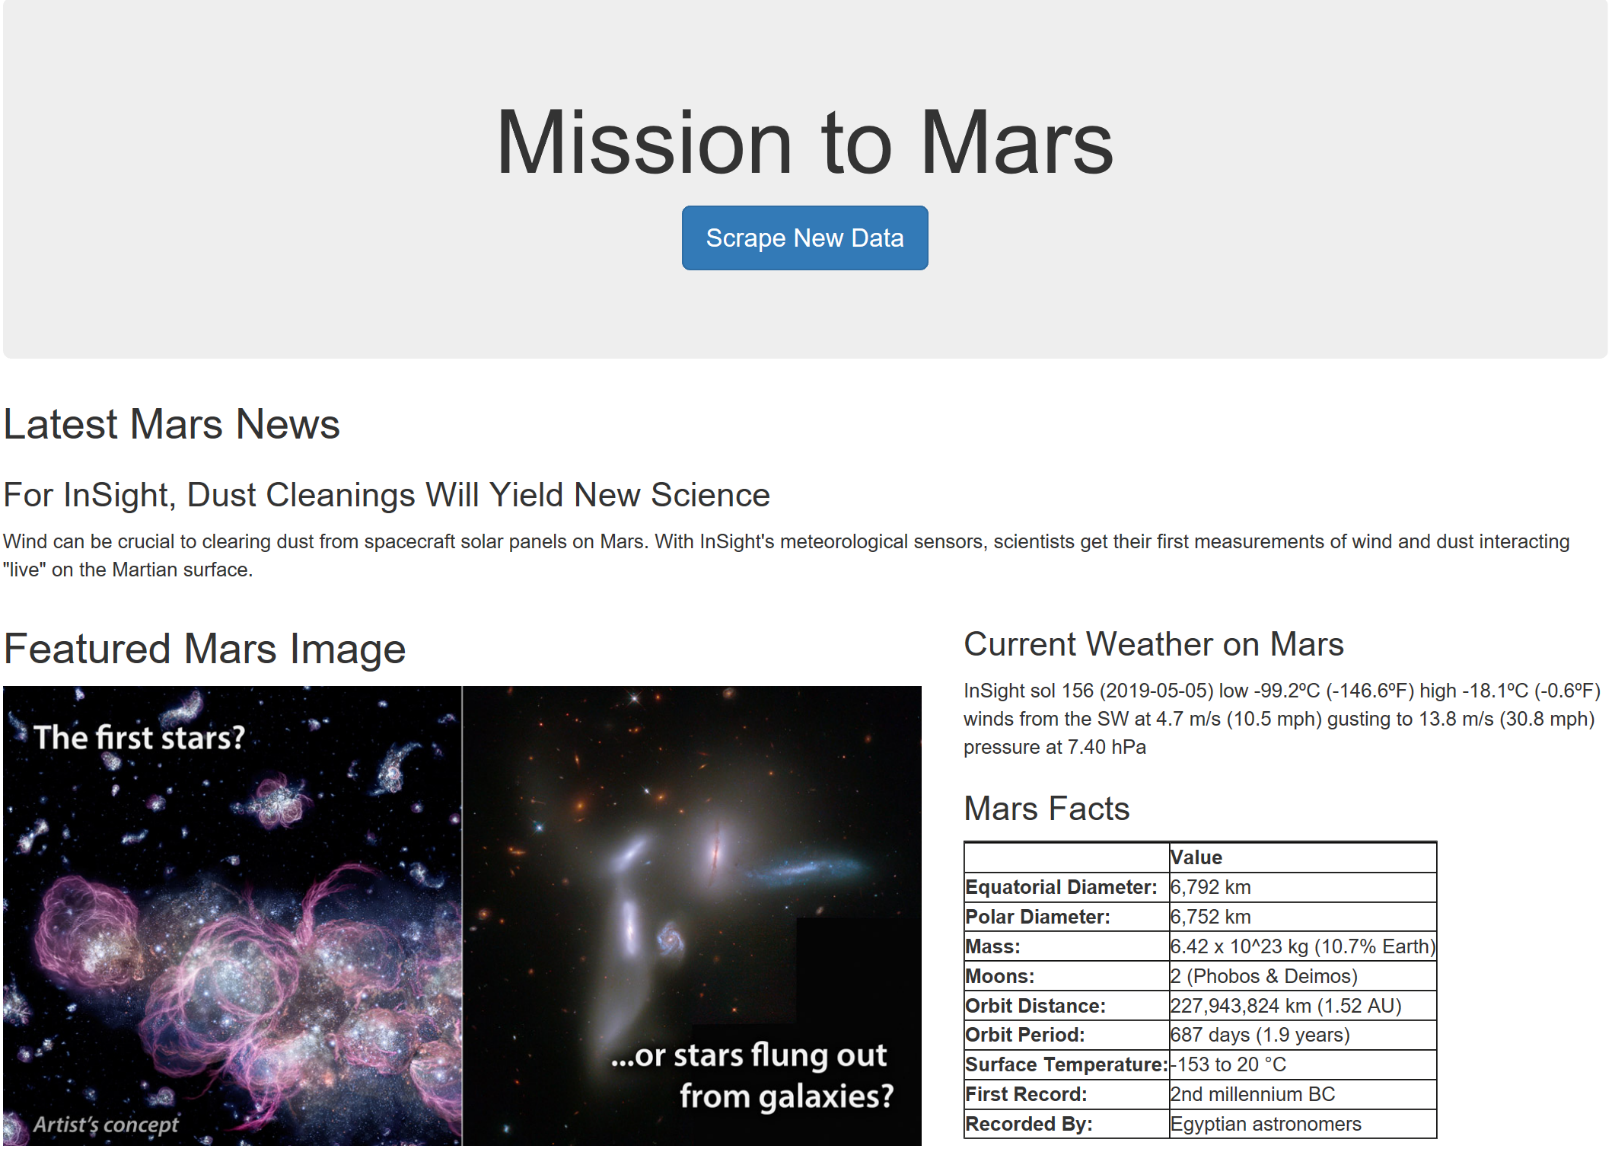 Mission to Mars
Scrape New Data
Latest Mars News
For InSight, Dust Cleanings Will Yield New Science
Wind can be crucial to clearing dust from spacecraft solar panels on Mars. With InSight's meteorological sensors, scientists get their first measurements of wind and dust interacting
"live" on the Martian surface.
Featured Mars Image
The first stars?
...or stars flung out
from galaxies?
Artist's concept
Current Weather on Mars
InSight sol 156 (2019-05-05) low -99.2ºC (-146.6ºF) high -18.1ºC (-0.6ºF)
winds from the SW at 4.7 m/s (10.5 mph) gusting to 13.8 m/s (30.8 mph)
pressure at 7.40 hPa
Mars Facts
Value
Equatorial Diameter: 6,792 km
Polar Diameter: 6,752 km
Mass: 6.42 x 10^23 kg (10.7% Earth)
Moons: 2 (Phobos & Deimos)
Orbit Distance: 227,943,824 km (1.52 AU)
Orbit Period: 687 days (1.9 years)
Surface Temperature: -153 to 20 °C
First Record: 2nd millennium BC
Recorded By: Egyptian astronomers